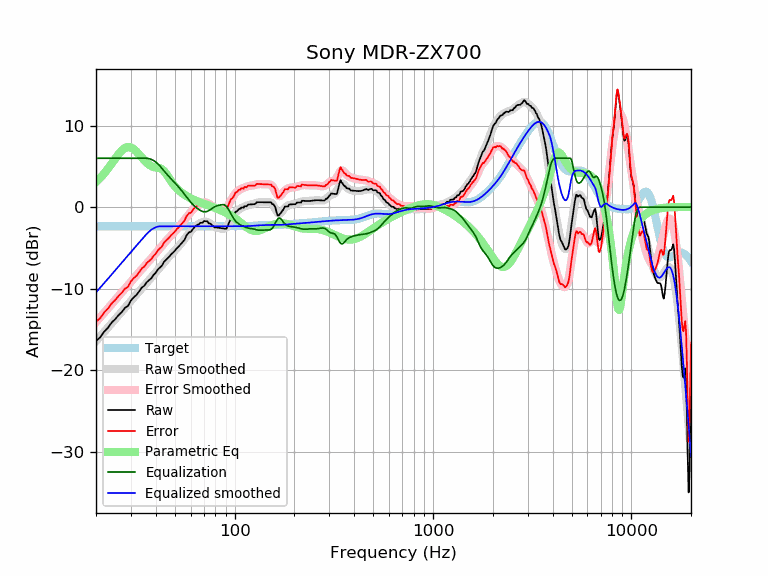 Sony MDR-ZX700
10
0
−10
−20
−30
Amplitude (dBr)
Target
Raw Smoothed
Error Smoothed
Raw
Error
Parametric Eq
Equalization
Equalized smoothed
100
1000
10000
Frequency (Hz)